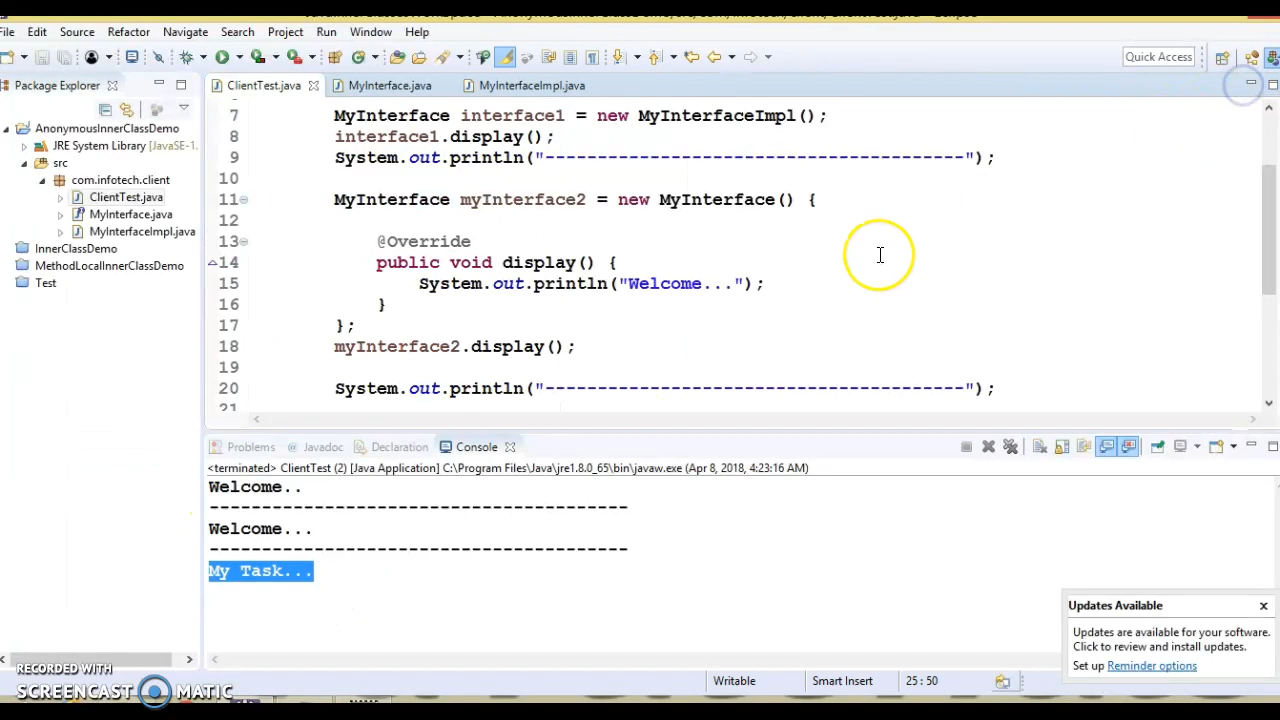 File Edit Source Refactor Navigate Search Project Run Window Help
Quick Access
Package Explorer
ClientTest.java
MyInterface.java
MyInterfaceImpl.java
AnonymousInnerClassDemo
JRE System Library [JavaSE-1.
src
com.infotech.client
ClientTest.java
MyInterface.java
MyInterfaceImpl.java
InnerClassDemo
MethodLocalInnerClassDemo
Test
7 MyInterface interface1 = new MyInterfaceImpl();
8 interface1.display();
9 System.out.println("----------------------------------------");
10
11 MyInterface myInterface2 = new MyInterface() {
12
13 @Override
14 public void display() {
15 System.out.println("Welcome...");
16 }
17 };
18 myInterface2.display();
19
20 System.out.println("----------------------------------------");
21
Problems @ Javadoc Declaration Console
<terminated> ClientTest (2) [Java Application] C:\Program Files\Java\jre1.8.0_65\bin\javaw.exe (Apr 8, 2018, 4:23:16 AM)
Welcome..
----------------------------------------
Welcome...
----------------------------------------
My Task...
Updates Available
Updates are available for your software.
Click to review and install updates.
Set up Reminder options
Writable Smart Insert 25 : 50
RECORDED WITH
SCREENCAST MATIC